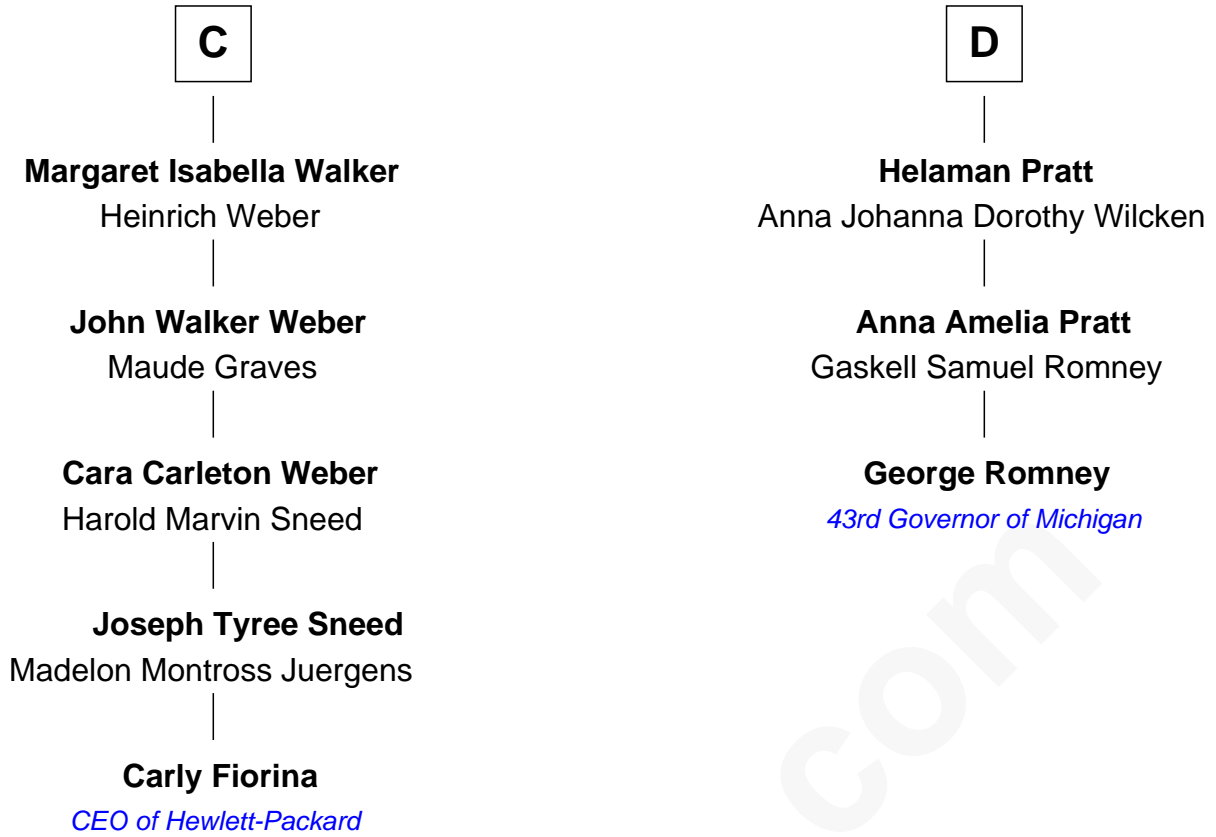 C
Margaret Isabella Walker
Heinrich Weber
John Walker Weber
Maude Graves
Cara Carleton Weber
Harold Marvin Sneed
Joseph Tyree Sneed
Madelon Montross Juergens
Carly Fiorina
CEO of Hewlett-Packard
D
Helaman Pratt
Anna Johanna Dorothy Wilcken
Anna Amelia Pratt
Gaskell Samuel Romney
George Romney
43rd Governor of Michigan
com